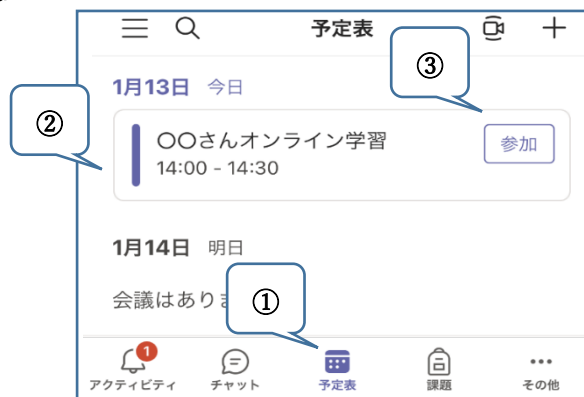 予定表
③
1月13日 今日
②
〇〇さんオンライン学習
参加
14:00 - 14:30
1月14日 明日
会議はありま
①
1
アクティビティ
チャット
予定表
課題
その他